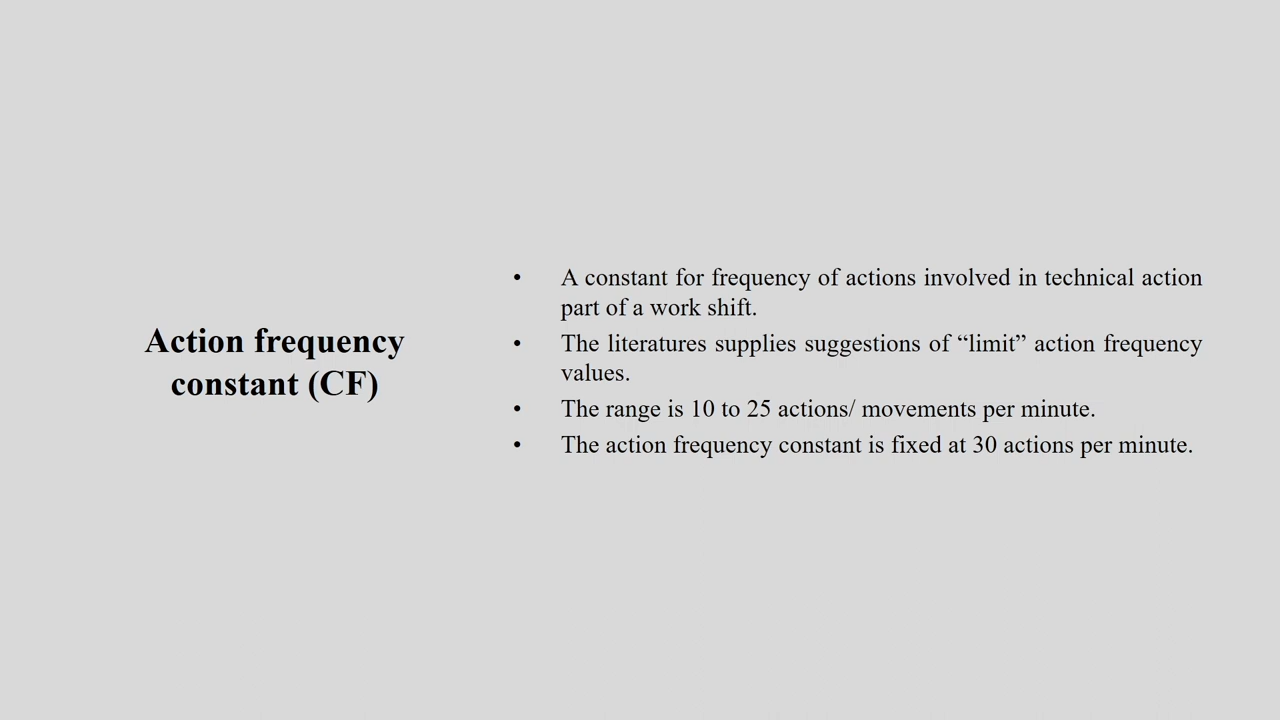 Action frequency
constant (CF)
• A constant for frequency of actions involved in technical action
part of a work shift.
• The literatures supplies suggestions of “limit” action frequency
values.
• The range is 10 to 25 actions/ movements per minute.
• The action frequency constant is fixed at 30 actions per minute.